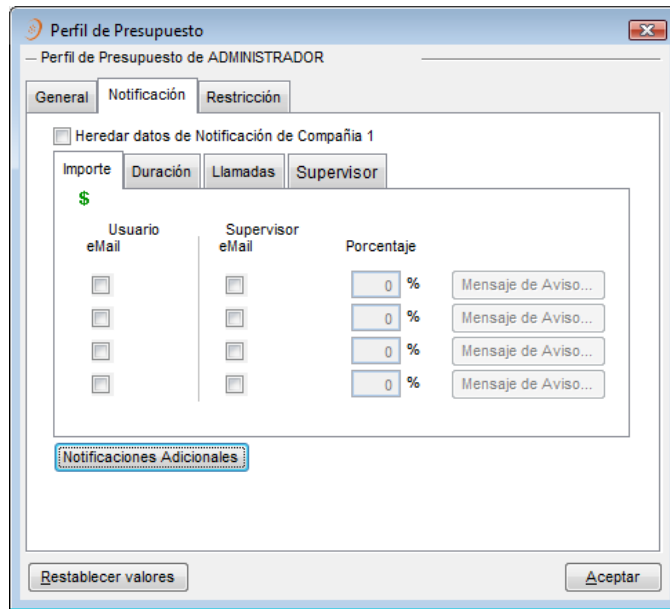 Perfil de Presupuesto
Perfil de Presupuesto de ADMINISTRADOR
General Notificación Restricción
Heredar datos de Notificación de Compañia 1
Importe Duración Llamadas Supervisor
$
Usuario Supervisor
eMail eMail Porcentaje
0 % Mensaje de Aviso...
0 % Mensaje de Aviso...
0 % Mensaje de Aviso...
0 % Mensaje de Aviso...
Notificaciones Adicionales
Restablecer valores Aceptar